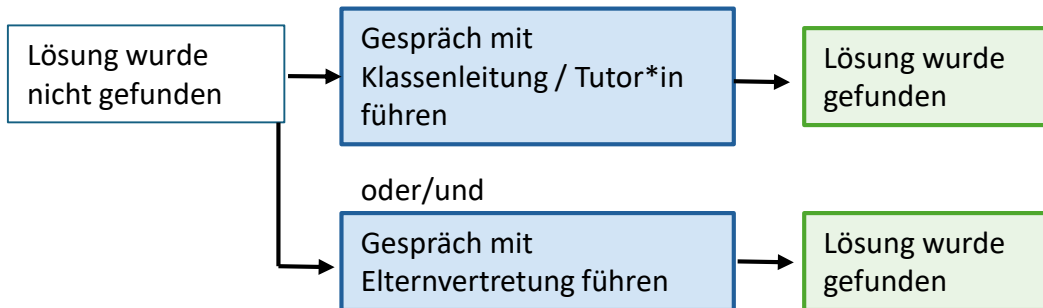 Lösung wurde
nicht gefunden
Gespräch mit
Klassenleitung / Tutor*in
führen
Lösung wurde
gefunden
oder/und
Gespräch mit
Elternvertretung führen
Lösung wurde
gefunden